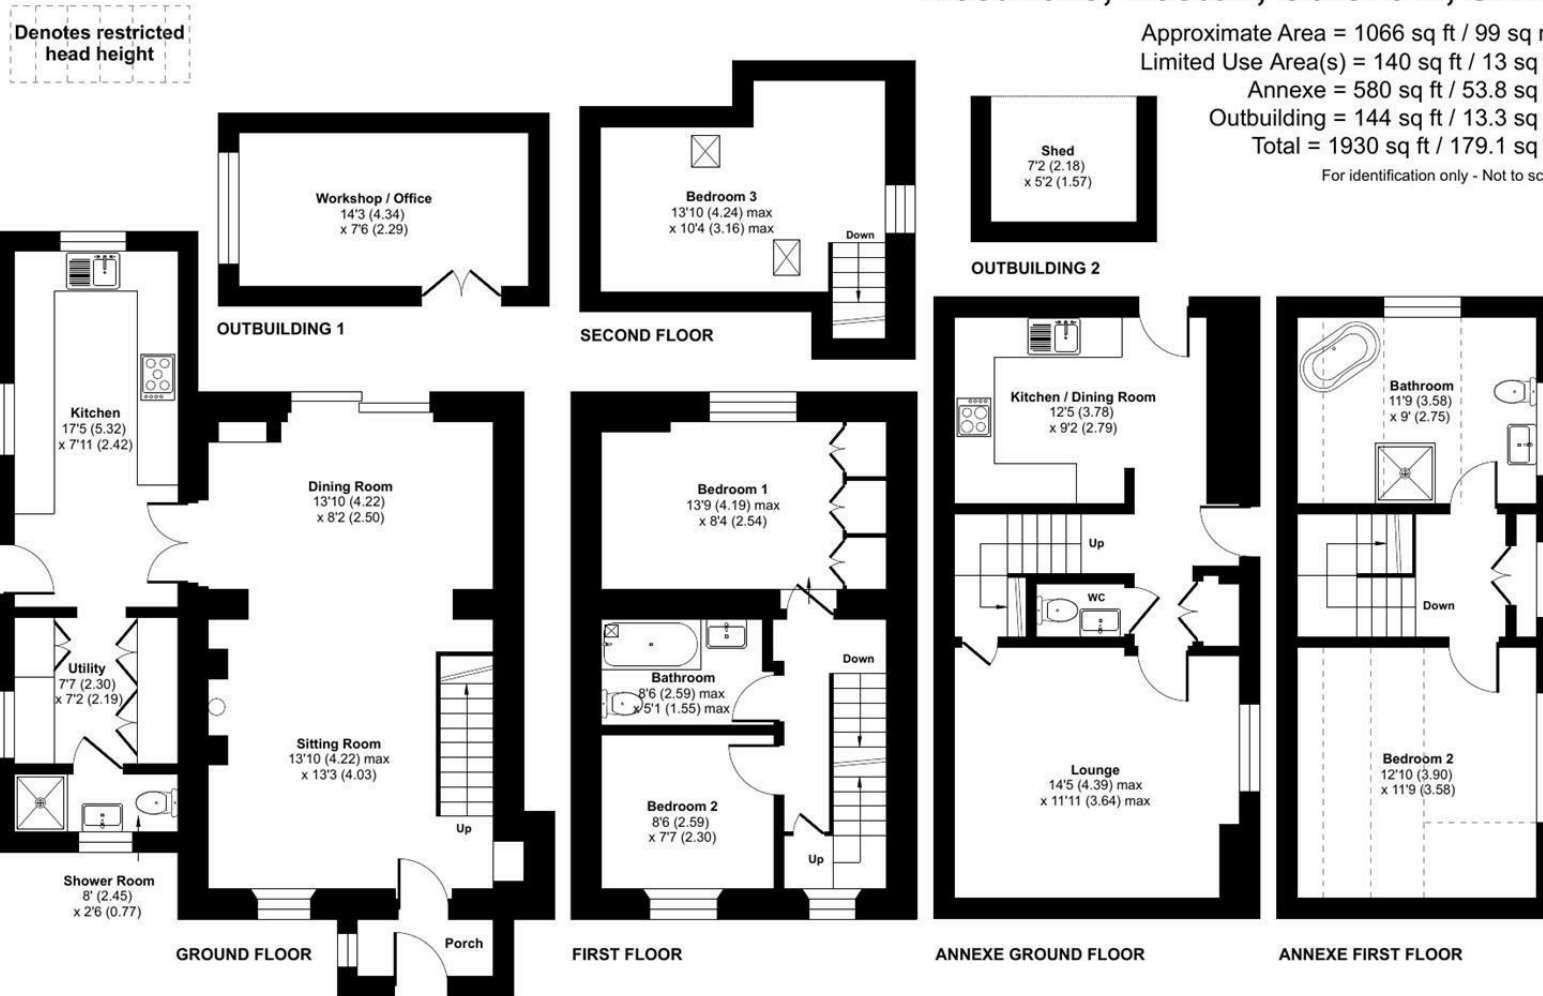 Denotes restricted
head height
Approximate Area = 1066 sq ft / 99 sq
Limited Use Area(s) = 140 sq ft / 13 sq
Annexe = 580 sq ft / 53.8 sq
Outbuilding = 144 sq ft / 13.3 sq
Total = 1930 sq ft / 179.1 sq
For identification only - Not to
Workshop / Office
14'3 (4.34)
x 7'6 (2.29)
OUTBUILDING 1
Bedroom 3
13'10 (4.24) max
x 10'4 (3.16) max
Down
SECOND FLOOR
Shed
7'2 (2.18)
x 5'2 (1.57)
OUTBUILDING 2
Kitchen
17'5 (5.32)
x 7'11 (2.42)
Dining Room
13'10 (4.22)
x 8'2 (2.50)
Utility
7'7 (2.30)
x 7'2 (2.19)
Sitting Room
13'10 (4.22) max
x 13'3 (4.03)
Up
Shower Room
8' (2.45)
x 2'6 (0.77)
Porch
GROUND FLOOR
Bedroom 1
13'9 (4.19) max
x 8'4 (2.54)
Bathroom
8'6 (2.59) max
x 5'1 (1.55) max
Down
Bedroom 2
8'6 (2.59)
x 7'7 (2.30)
Up
FIRST FLOOR
Kitchen / Dining Room
12'5 (3.78)
x 9'2 (2.79)
Up
WC
Lounge
14'5 (4.39) max
x 11'11 (3.64) max
ANNEXE GROUND FLOOR
Bathroom
11'9 (3.58)
x 9' (2.75)
Down
Bedroom 2
12'10 (3.90)
x 11'9 (3.58)
ANNEXE FIRST FLOOR